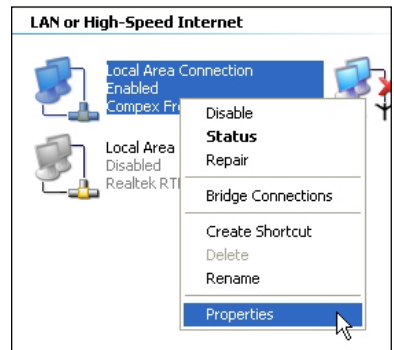 LAN or High-Speed Internet
Local Area Connection
Enabled
Compex
Disable
Status
Repair
Bridge Connections
Create Shortcut
Delete
Rename
Properties
Local Area
Disabled
Realtek